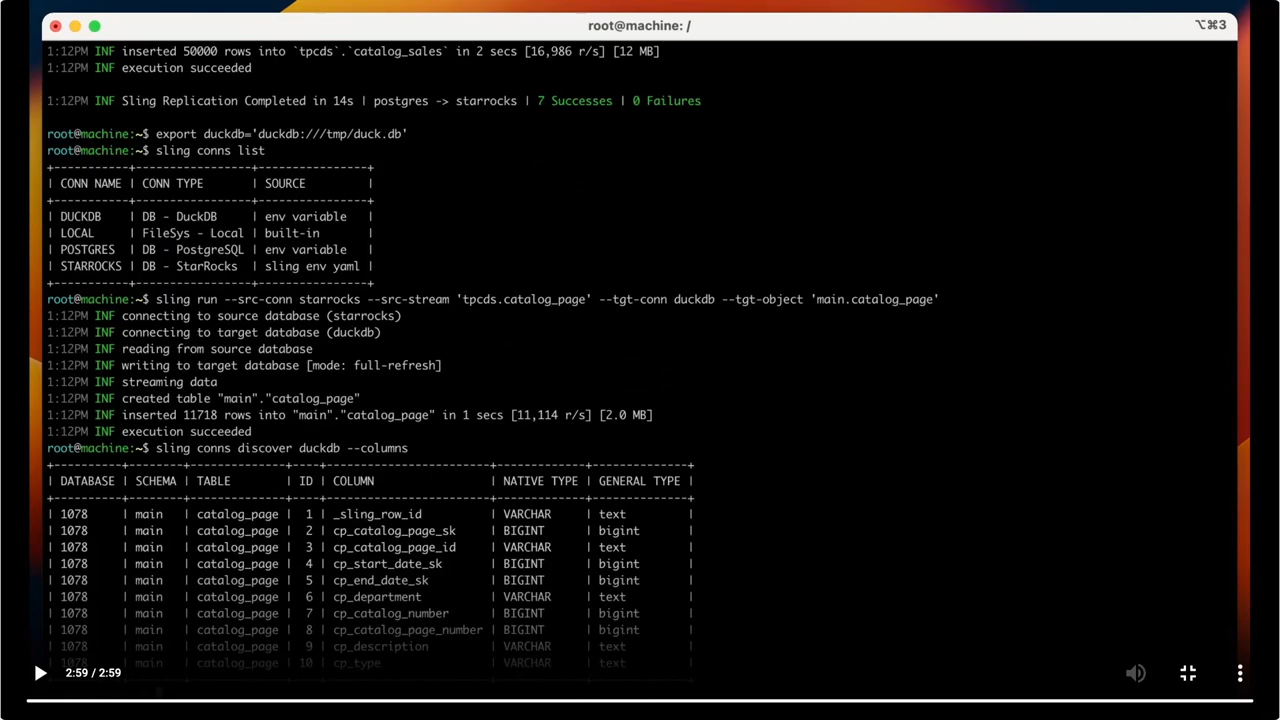 root@machine: /
⌥⌘3
1:12PM INF inserted 50000 rows into `tpcds`.`catalog_sales` in 2 secs [16,986 r/s] [12 MB]
1:12PM INF execution succeeded
1:12PM INF Sling Replication Completed in 14s | postgres -> starrocks | 7 Successes | 0 Failures
root@machine:~$ export duckdb='duckdb:///tmp/duck.db'
root@machine:~$ sling conns list
+-----------+-----------------+----------------+
| CONN NAME | CONN TYPE       | SOURCE         |
+-----------+-----------------+----------------+
| DUCKDB    | DB - DuckDB     | env variable   |
| LOCAL     | FileSys - Local | built-in       |
| POSTGRES  | DB - PostgreSQL | env variable   |
| STARROCKS | DB - StarRocks  | sling env yaml |
+-----------+-----------------+----------------+
root@machine:~$ sling run --src-conn starrocks --src-stream 'tpcds.catalog_page' --tgt-conn duckdb --tgt-object 'main.catalog_page'
1:12PM INF connecting to source database (starrocks)
1:12PM INF connecting to target database (duckdb)
1:12PM INF reading from source database
1:12PM INF writing to target database [mode: full-refresh]
1:12PM INF streaming data
1:12PM INF created table "main"."catalog_page"
1:12PM INF inserted 11718 rows into "main"."catalog_page" in 1 secs [11,114 r/s] [2.0 MB]
1:12PM INF execution succeeded
root@machine:~$ sling conns discover duckdb --columns
+----------+--------+--------------+----+------------------------+-------------+--------------+
| DATABASE | SCHEMA | TABLE        | ID | COLUMN                 | NATIVE TYPE | GENERAL TYPE |
+----------+--------+--------------+----+------------------------+-------------+--------------+
| 1078     | main   | catalog_page |  1 | _sling_row_id          | VARCHAR     | text         |
| 1078     | main   | catalog_page |  2 | cp_catalog_page_sk     | BIGINT      | bigint       |
| 1078     | main   | catalog_page |  3 | cp_catalog_page_id     | VARCHAR     | text         |
| 1078     | main   | catalog_page |  4 | cp_start_date_sk       | BIGINT      | bigint       |
| 1078     | main   | catalog_page |  5 | cp_end_date_sk         | BIGINT      | bigint       |
| 1078     | main   | catalog_page |  6 | cp_department          | VARCHAR     | text         |
| 1078     | main   | catalog_page |  7 | cp_catalog_number      | BIGINT      | bigint       |
| 1078     | main   | catalog_page |  8 | cp_catalog_page_number | BIGINT      | bigint       |
| 1078     | main   | catalog_page |  9 | cp_description         | VARCHAR     | text         |
| 1078     | main   | catalog_page | 10 | cp_type                | VARCHAR     | text         |
2:59 / 2:59